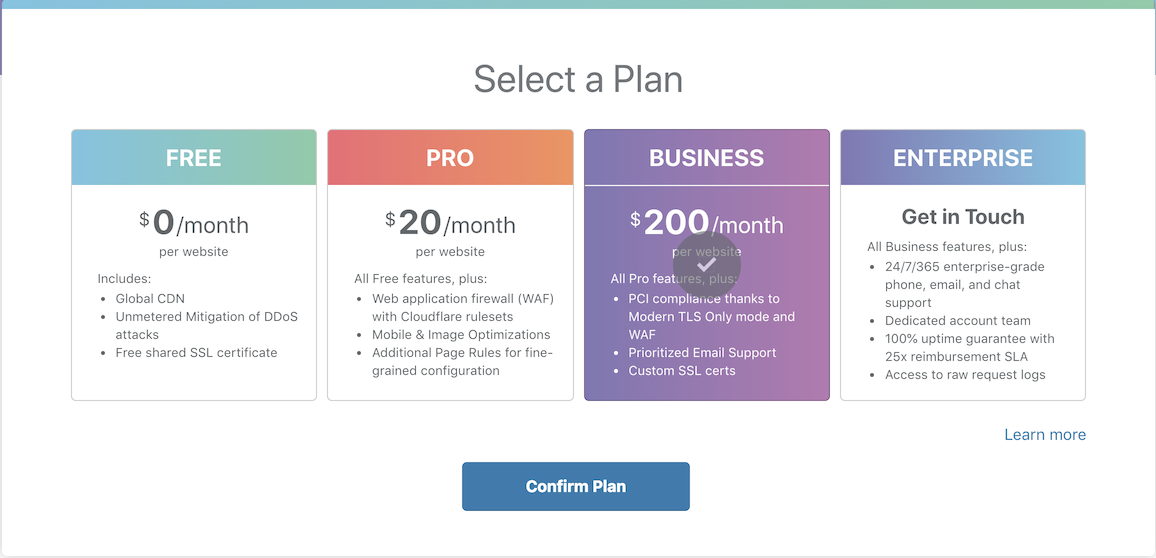 Select a Plan
FREE
$0/month
per website
Includes:
• Global CDN
• Unmetered Mitigation of DDoS
attacks
• Free shared SSL certificate
PRO
$20/month
per website
All Free features, plus:
• Web application firewall (WAF)
with Cloudflare rulesets
• Mobile & Image Optimizations
• Additional Page Rules for fine-
grained configuration
BUSINESS
$200/month
per website
All Pro features, plus:
• PCI compliance thanks to
Modern TLS Only mode and
WAF
• Prioritized Email Support
• Custom SSL certs
ENTERPRISE
Get in Touch
All Business features, plus:
• 24/7/365 enterprise-grade
phone, email, and chat
support
• Dedicated account team
• 100% uptime guarantee with
25x reimbursement SLA
• Access to raw request logs
Learn more
Confirm Plan